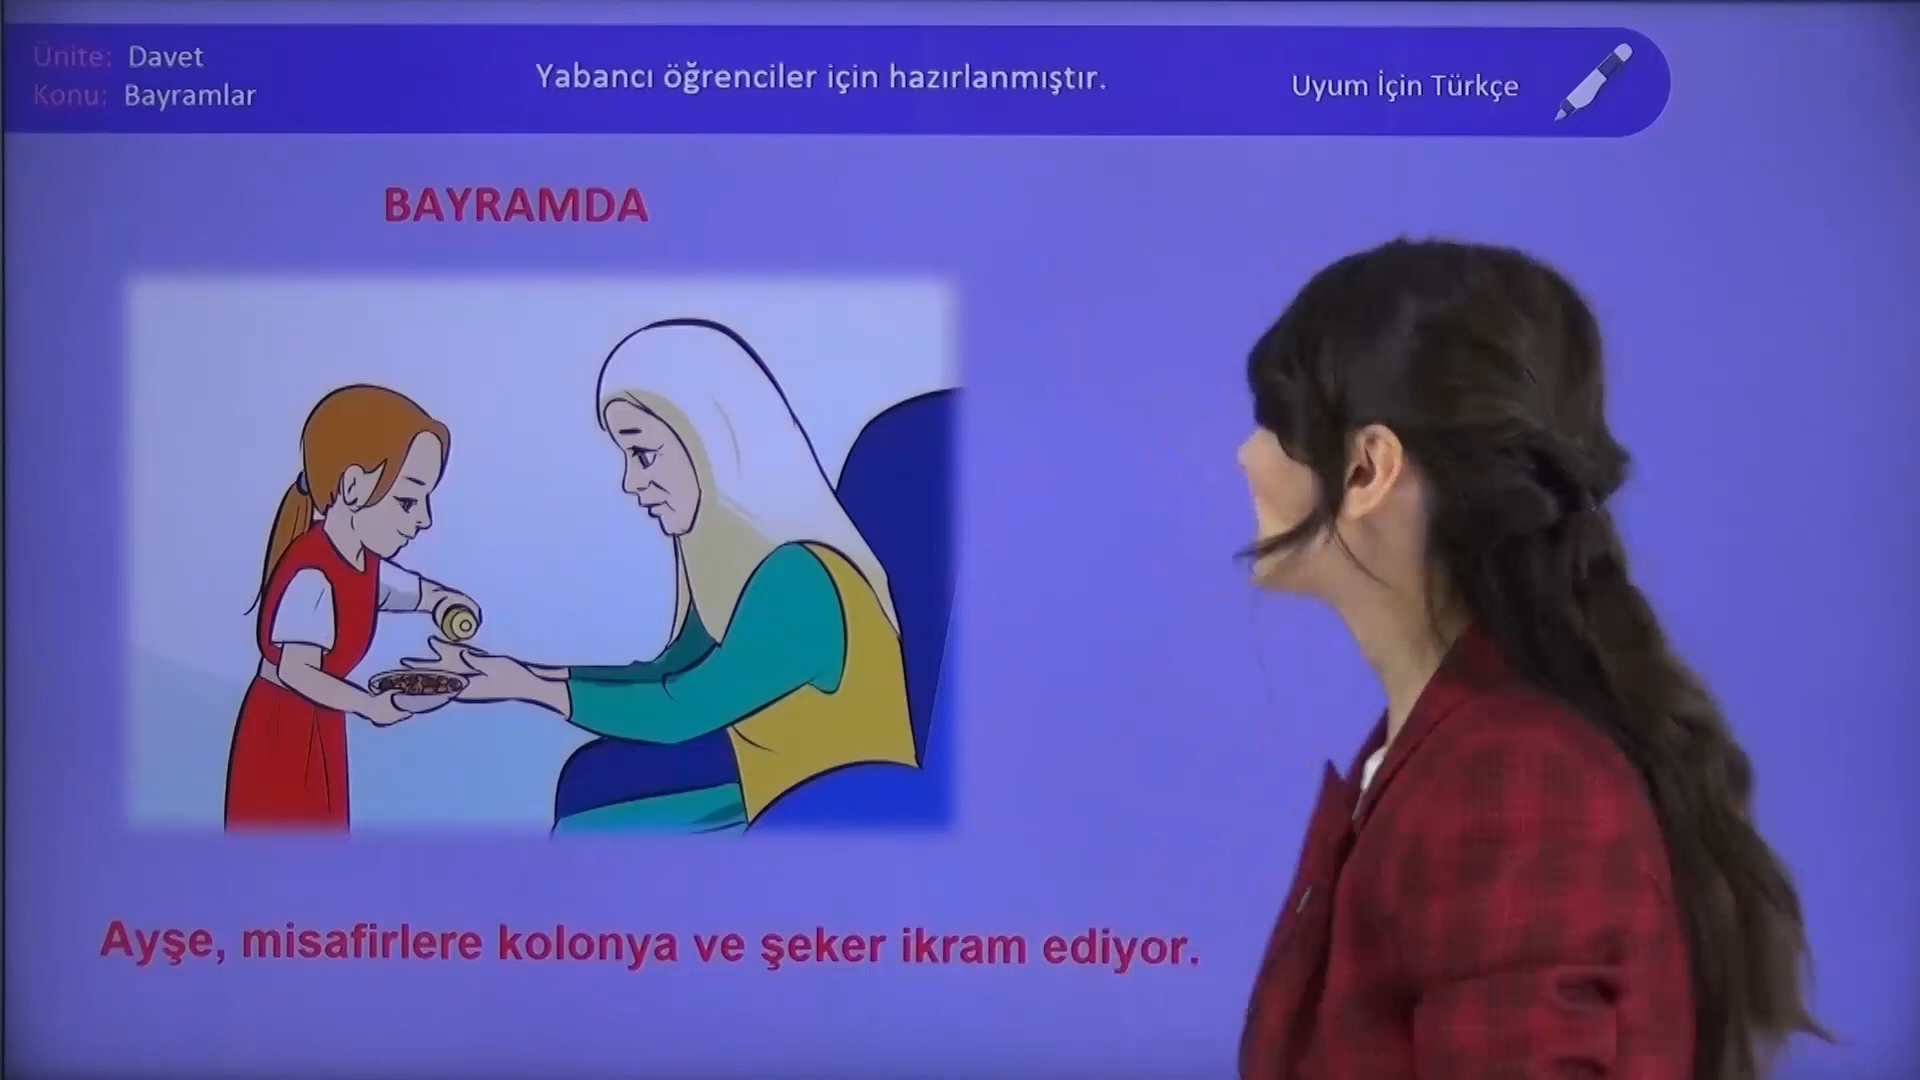 Ünite: Davet
Konu: Bayramlar
Yabancı öğrenciler için hazırlanmıştır.
Uyum İçin Türkçe
BAYRAMDA
Ayşe, misafirlere kolonya ve şeker ikram ediyor.